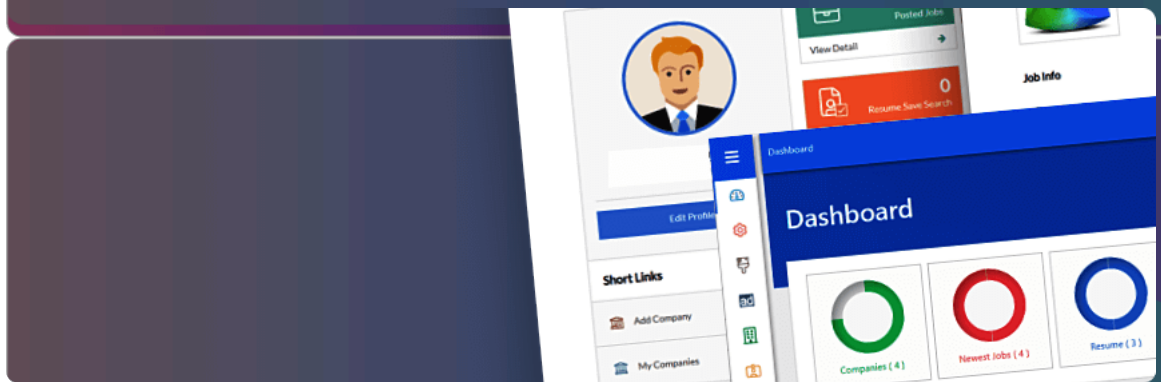 Posted Jobs
View Detail
0
Resume Save Search
Job Info
Edit Profile
Short Links
Add Company
My Companies
Dashboard
Dashboard
ad
Companies ( 4 )
Newest Jobs ( 4 )
Resume ( 3 )